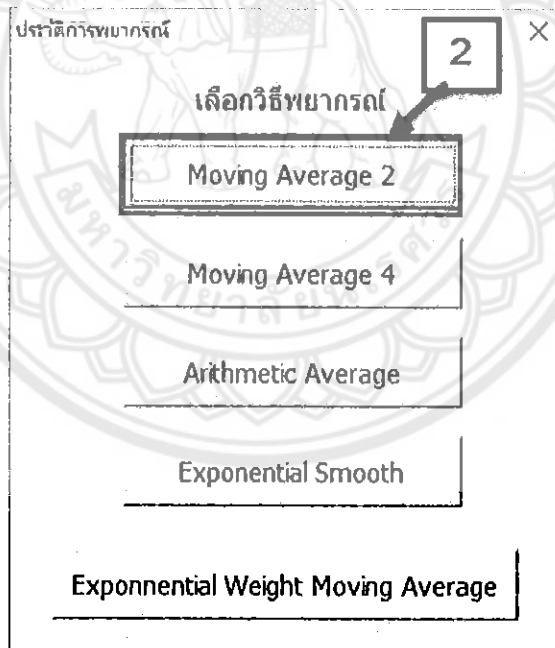 ประวัติการพยากรณ์
2
เลือกวิธีพยากรณ์
Moving Average 2
Moving Average 4
Arithmetic Average
Exponential Smooth
Exponnential Weight Moving Average